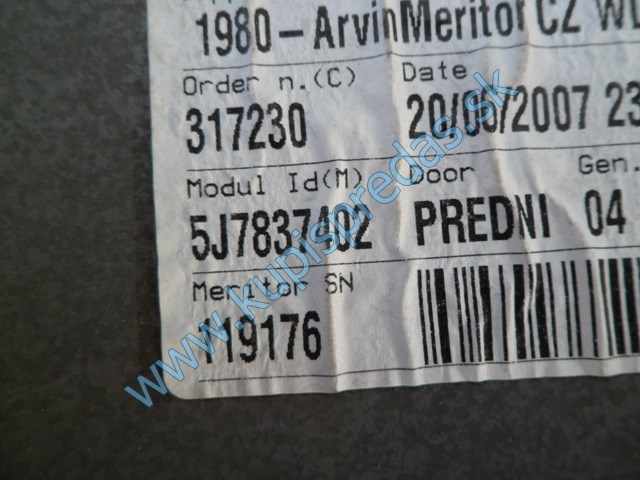 1980 - ArvinMeritor CZ
Order n.(C) Date
317230 20/06/2007 23
Modul Id(M) Door Gen.
5J7837402 PREDNI 04
Meritor SN
119176
www.kupispredas.sk